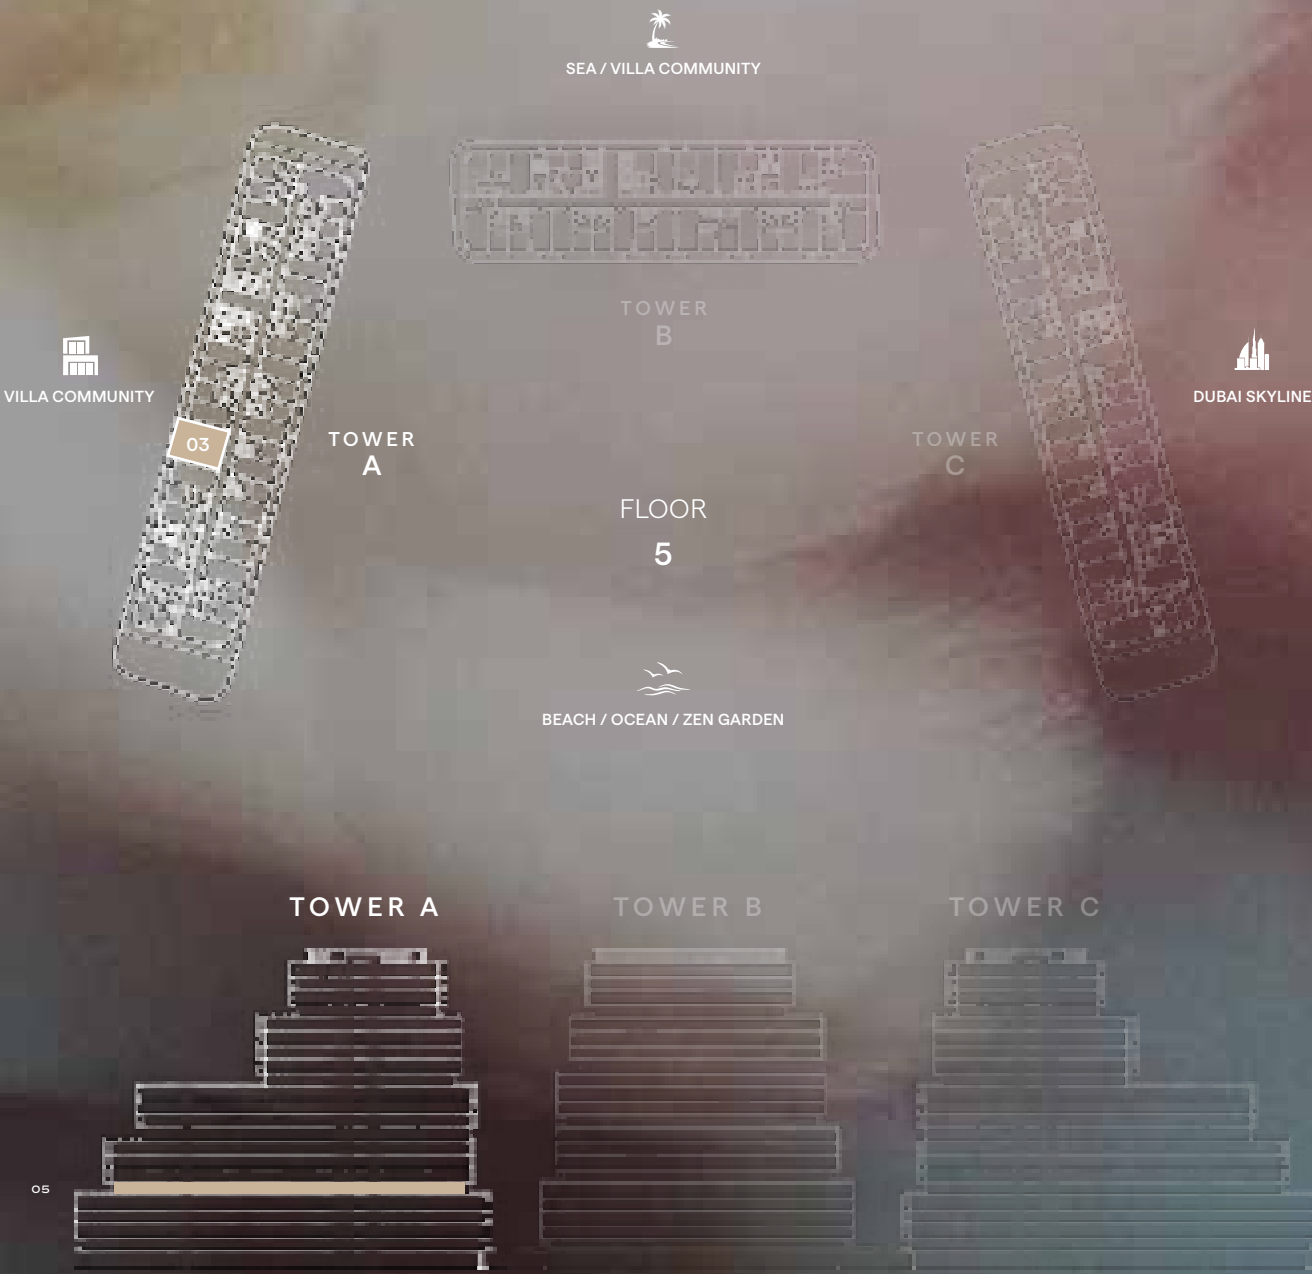 SEA / VILLA COMMUNITY
TOWER
B
VILLA COMMUNITY
DUBAI SKYLINE
03
TOWER
A
TOWER
C
FLOOR
5
BEACH / OCEAN / ZEN GARDEN
TOWER A
TOWER B
TOWER C
05